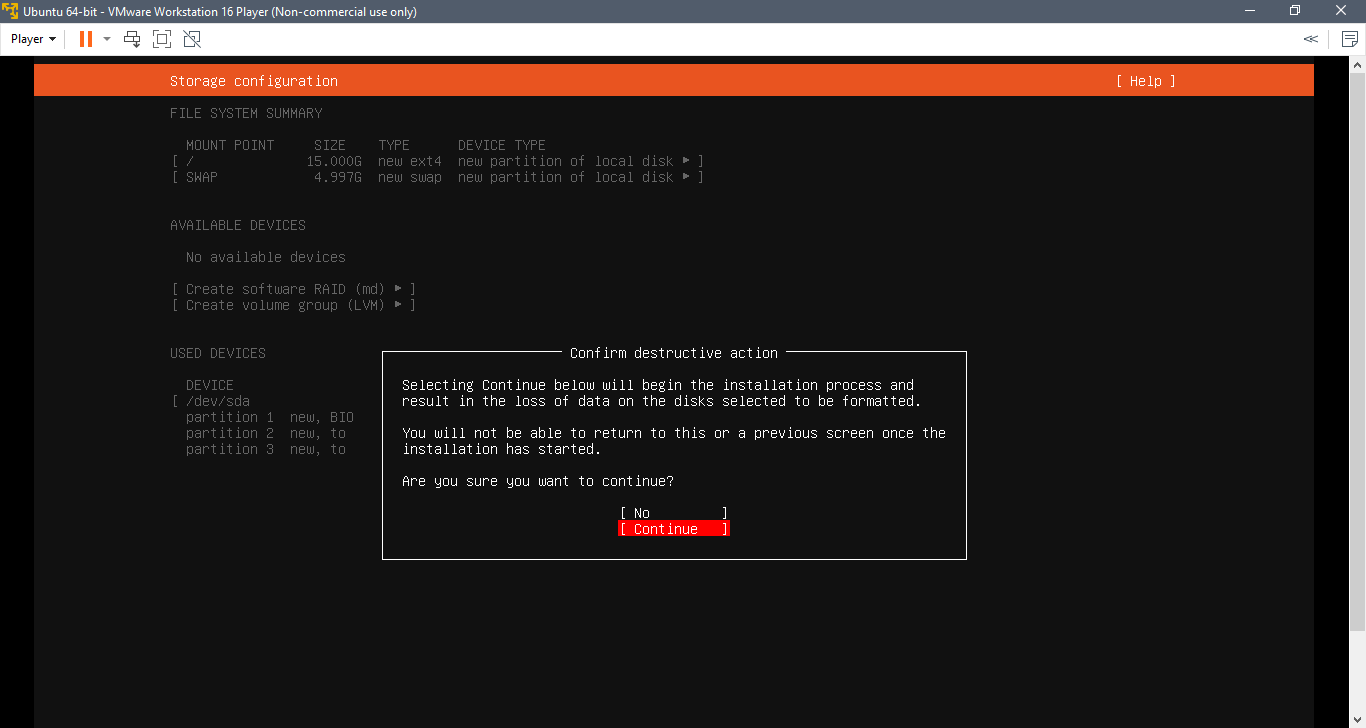 Ubuntu 64-bit - VMware Workstation 16 Player (Non-commercial use only)
Player
Storage configuration [ Help ]
FILE SYSTEM SUMMARY
MOUNT POINT SIZE TYPE DEVICE TYPE
[ / 15.000G new ext4 new partition of local disk ▸ ]
[ SWAP 4.997G new swap new partition of local disk ▸ ]
AVAILABLE DEVICES
No available devices
[ Create software RAID (md) ▸ ]
[ Create volume group (LVM) ▸ ]
USED DEVICES
DEVICE
[ /dev/sda
partition 1 new, BIO
partition 2 new, to
partition 3 new, to
Confirm destructive action
Selecting Continue below will begin the installation process and
result in the loss of data on the disks selected to be formatted.
You will not be able to return to this or a previous screen once the
installation has started.
Are you sure you want to continue?
[ No ]
[ Continue ]